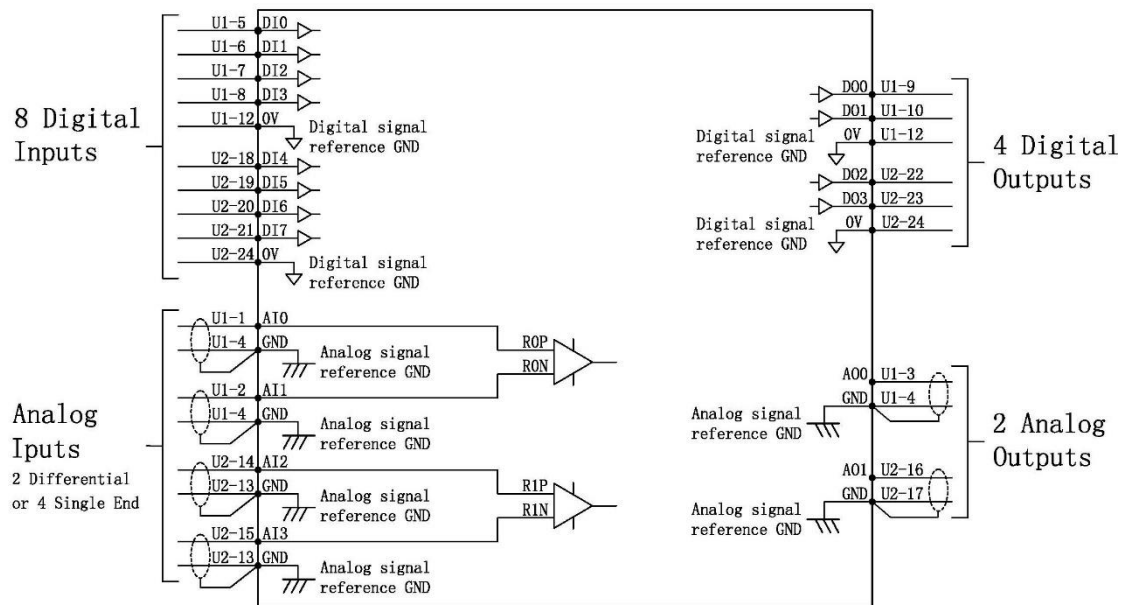 8 Digital
Inputs
U1-5 DI0
U1-6 DI1
U1-7 DI2
U1-8 DI3
U1-12 0V
Digital signal
reference GND
U2-18 DI4
U2-19 DI5
U2-20 DI6
U2-21 DI7
U2-24 0V
Digital signal
reference GND
Analog
Iputs
2 Differential
or 4 Single End
U1-1 AI0
U1-4 GND
Analog signal
reference GND
U1-2 AI1
U1-4 GND
Analog signal
reference GND
R0P
R0N
U2-14 AI2
U2-13 GND
Analog signal
reference GND
U2-15 AI3
U2-13 GND
Analog signal
reference GND
R1P
R1N
DO0 U1-9
DO1 U1-10
0V U1-12
Digital signal
reference GND
DO2 U2-22
DO3 U2-23
0V U2-24
Digital signal
reference GND
4 Digital
Outputs
AO0 U1-3
GND U1-4
Analog signal
reference GND
AO1 U2-16
GND U2-17
Analog signal
reference GND
2 Analog
Outputs